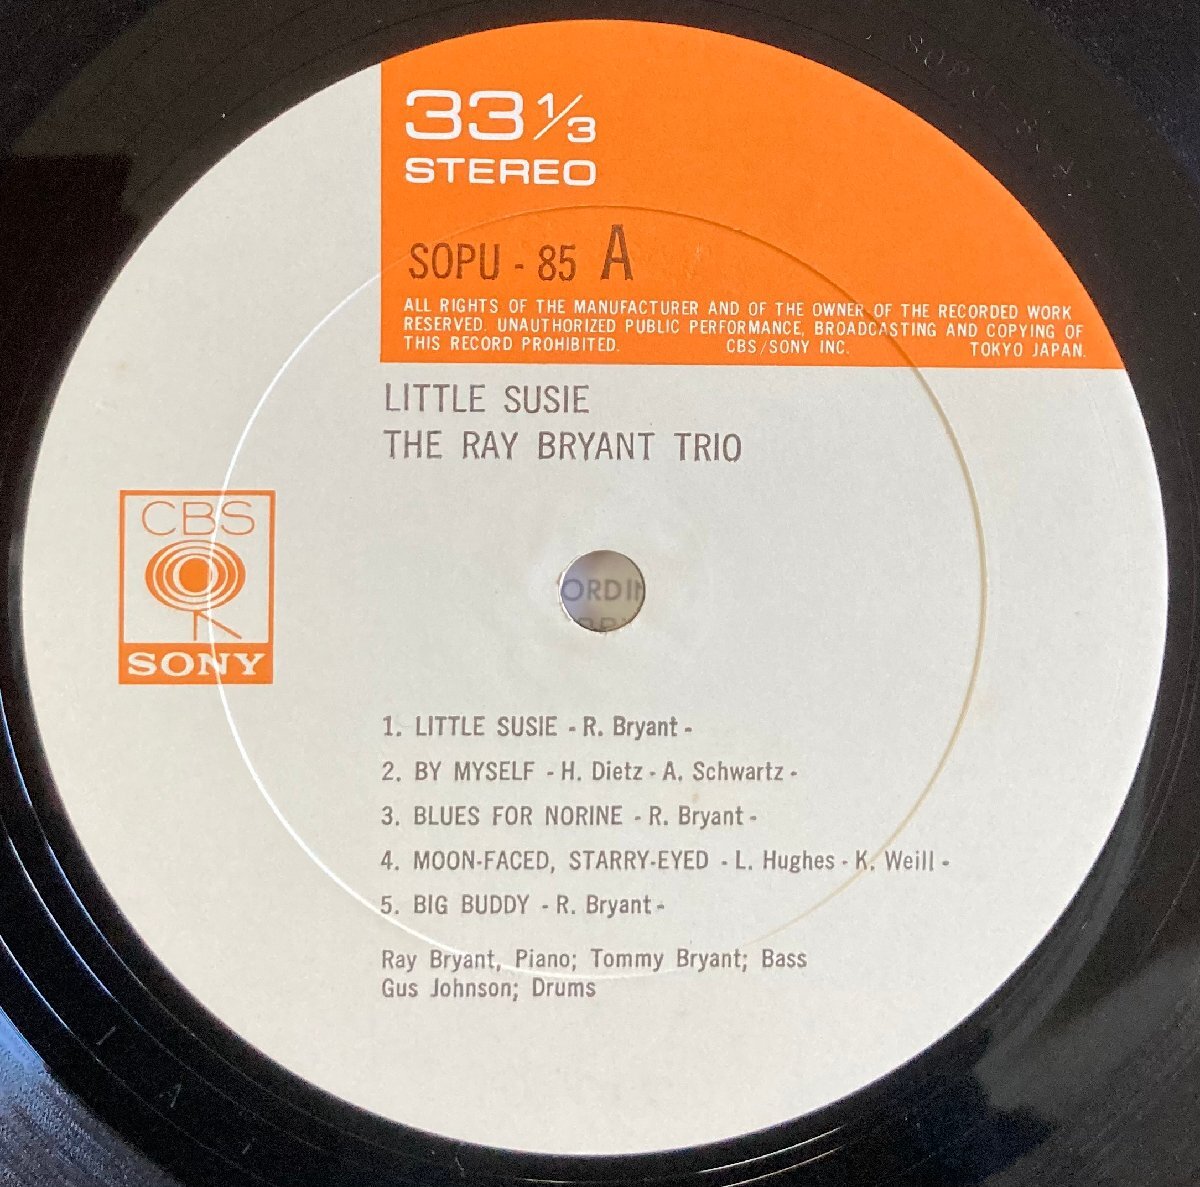 33 1/3
STEREO
SOPU - 85 A
ALL RIGHTS OF THE MANUFACTURER AND OF THE OWNER OF THE RECORDED WORK
RESERVED. UNAUTHORIZED PUBLIC PERFORMANCE, BROADCASTING AND COPYING OF
THIS RECORD PROHIBITED. CBS/SONY INC. TOKYO JAPAN.
LITTLE SUSIE
THE RAY BRYANT TRIO
CBS
SONY
1. LITTLE SUSIE - R. Bryant -
2. BY MYSELF - H. Dietz - A. Schwartz -
3. BLUES FOR NORINE - R. Bryant -
4. MOON-FACED, STARRY-EYED - L. Hughes - K. Weill -
5. BIG BUDDY - R. Bryant -
Ray Bryant, Piano; Tommy Bryant; Bass
Gus Johnson; Drums